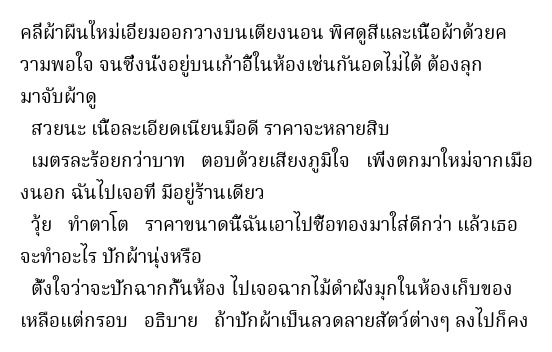 คลีผ้าผืนใหม่เอียมออกวางบนเตียงนอน พิศดูสีและเนื้อผ้าด้วยค
วามพอใจ จนซึ่งนั่งอยู่บนเก้าอี้ในห้องเช่นกันอดไม่ได้ ต้องลุก
มาจับผ้าดู
สวยนะ เนื้อละเอียดเนียนมือดี ราคาจะหลายสิบ
เมตรละร้อยกว่าบาท ตอบด้วยเสียงภูมิใจ เพิ่งตกมาใหม่จากเมือ
งนอก ฉันไปเจอที่ มีอยู่ร้านเดียว
วุ้ย ทำตาโต ราคาขนาดนี้ฉันเอาไปซื้อทองมาใส่ดีกว่า แล้วเธอ
จะทำอะไร ปักผ้านุ่งหรือ
ตั้งใจว่าจะปักฉากกั้นห้อง ไปเจอฉากไม้ดำฝังมุกในห้องเก็บของ
เหลือแต่กรอบ อธิบาย ถ้าปักผ้าเป็นลวดลายสัตว์ต่างๆ ลงไปก็คง